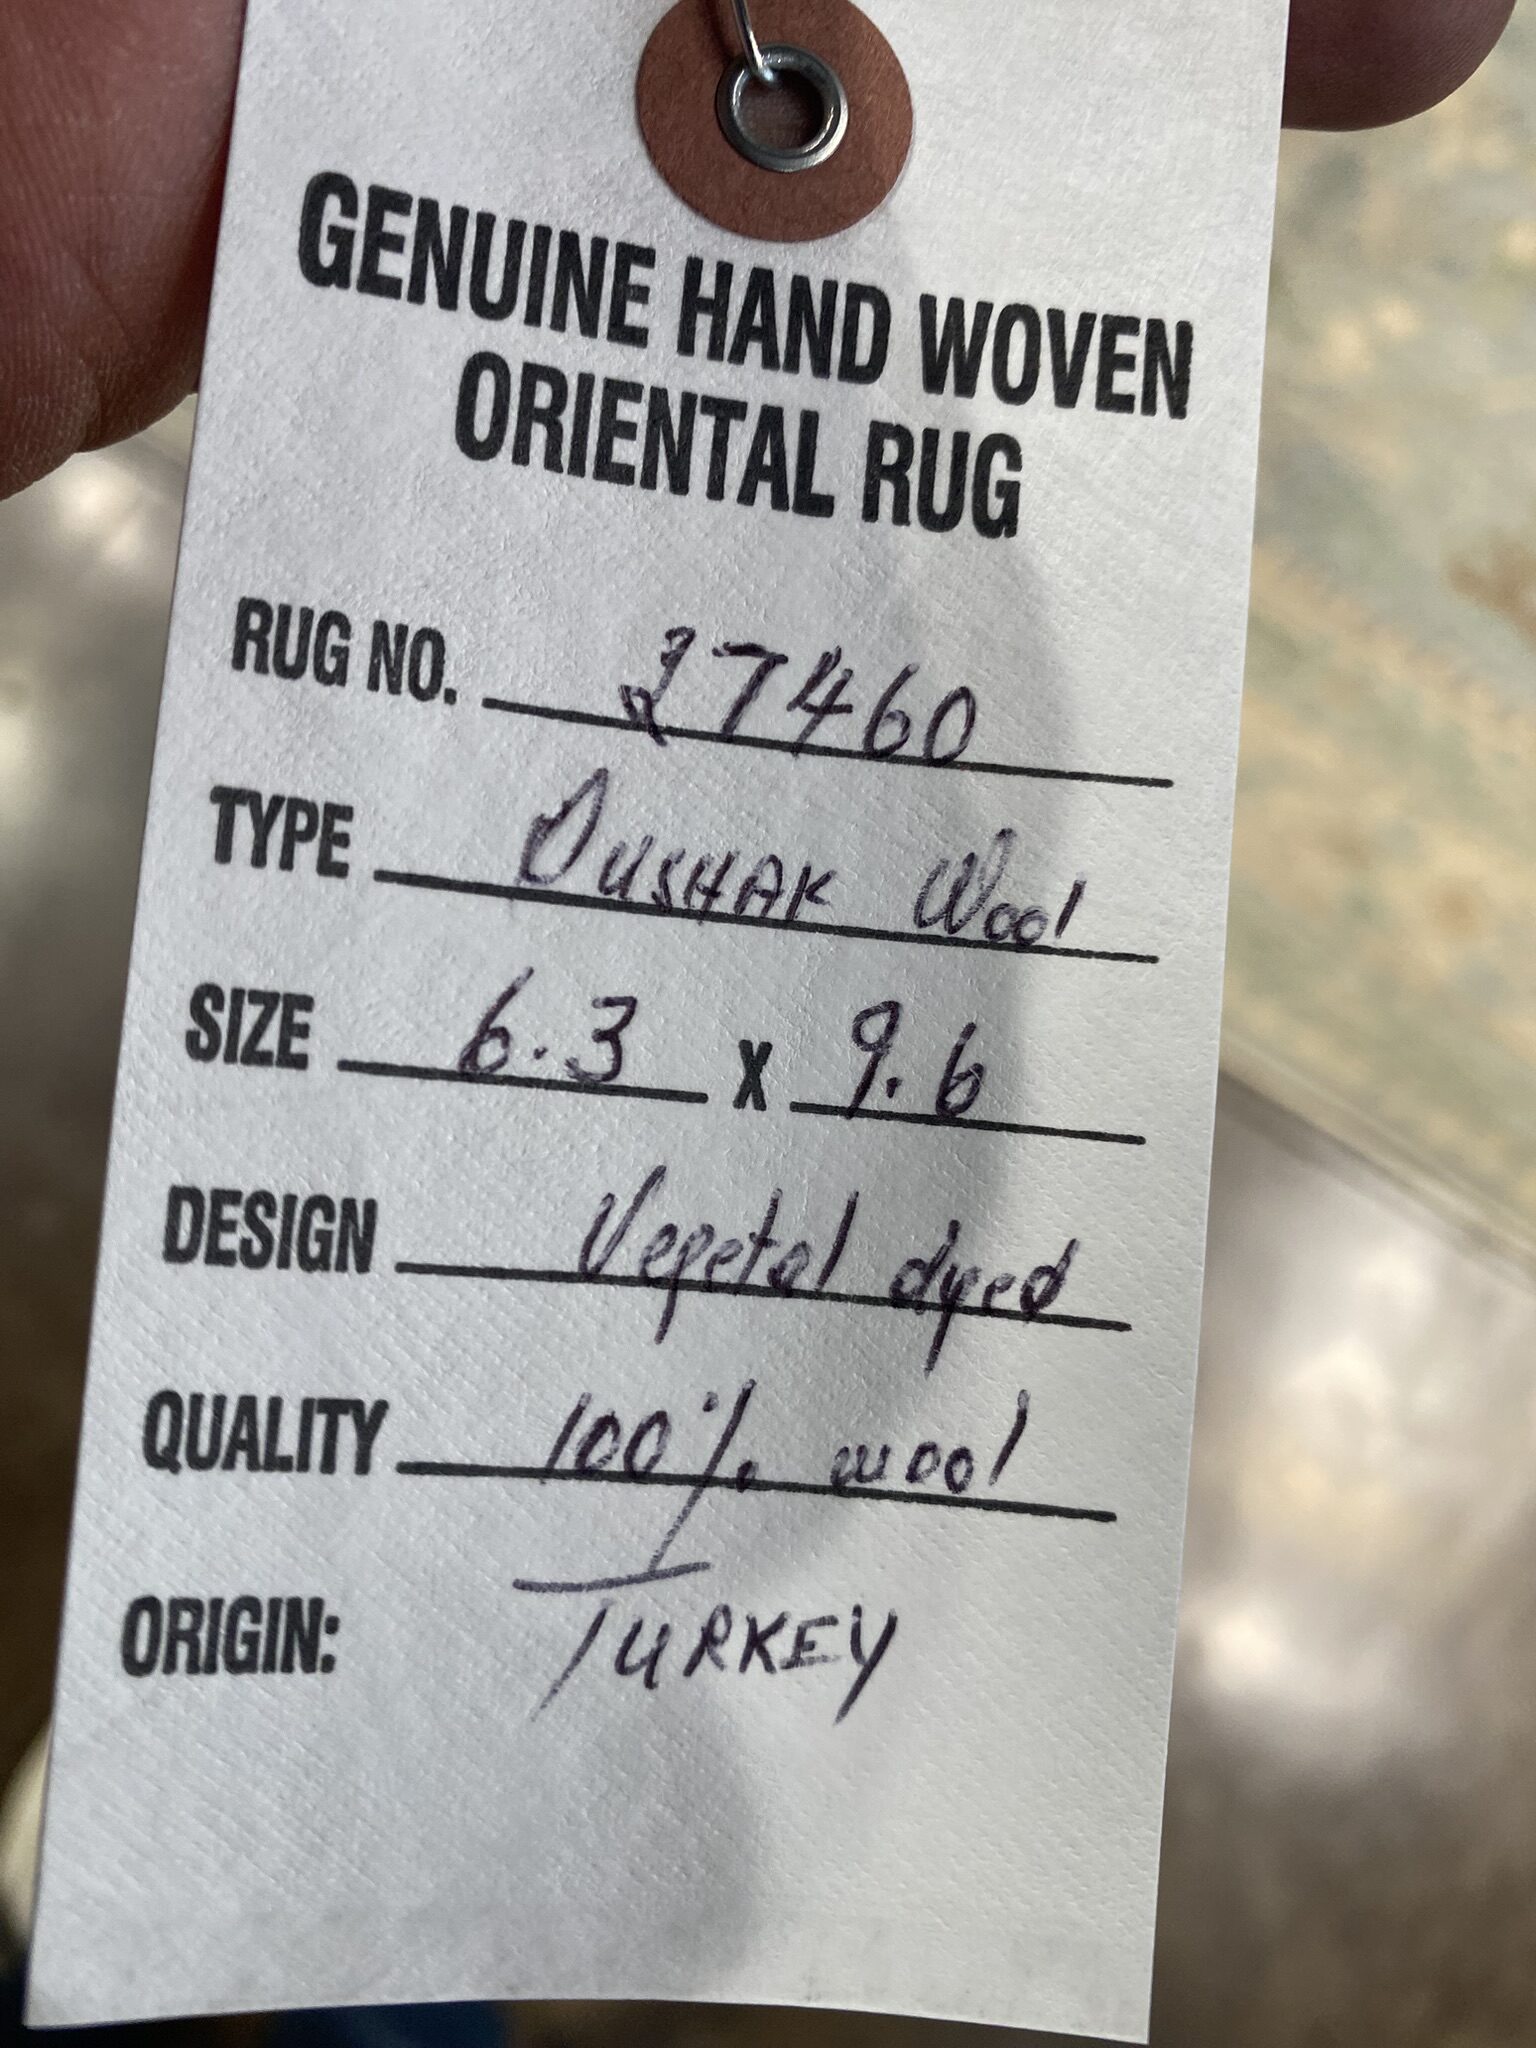 GENUINE HAND WOVEN
ORIENTAL RUG
RUG NO. 27460
TYPE OUSHAK Wool
SIZE 6.3 X 9.6
DESIGN Vegetal dyed
QUALITY 100% wool
ORIGIN: TURKEY